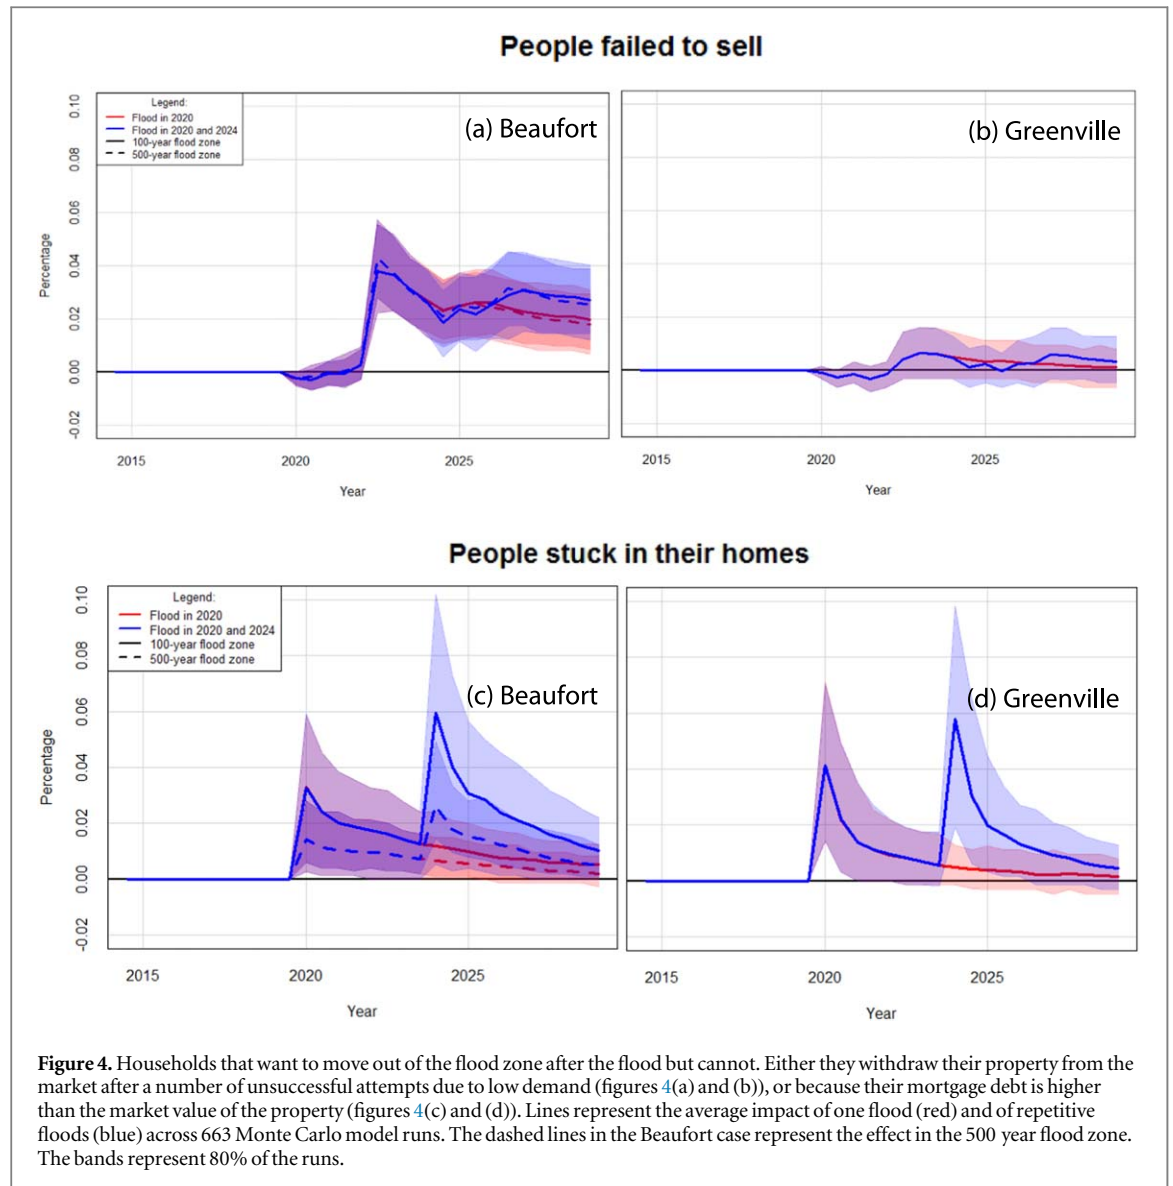 People failed to sell
Legend:
Flood in 2020
Flood in 2020 and 2024
100-year flood zone
500-year flood zone
(a) Beaufort
(b) Greenville
Percentage
0.10
0.08
0.06
0.04
0.02
0.00
-0.02
2015
2020
2025
Year
2015
2020
2025
Year
People stuck in their homes
Legend:
Flood in 2020
Flood in 2020 and 2024
100-year flood zone
500-year flood zone
(c) Beaufort
(d) Greenville
Percentage
0.10
0.08
0.06
0.04
0.02
0.00
-0.02
2015
2020
2025
Year
2015
2020
2025
Year
Figure 4. Households that want to move out of the flood zone after the flood but cannot. Either they withdraw their property from the
market after a number of unsuccessful attempts due to low demand (figures 4(a) and (b)), or because their mortgage debt is higher
than the market value of the property (figures 4(c) and (d)). Lines represent the average impact of one flood (red) and of repetitive
floods (blue) across 663 Monte Carlo model runs. The dashed lines in the Beaufort case represent the effect in the 500 year flood zone.
The bands represent 80% of the runs.